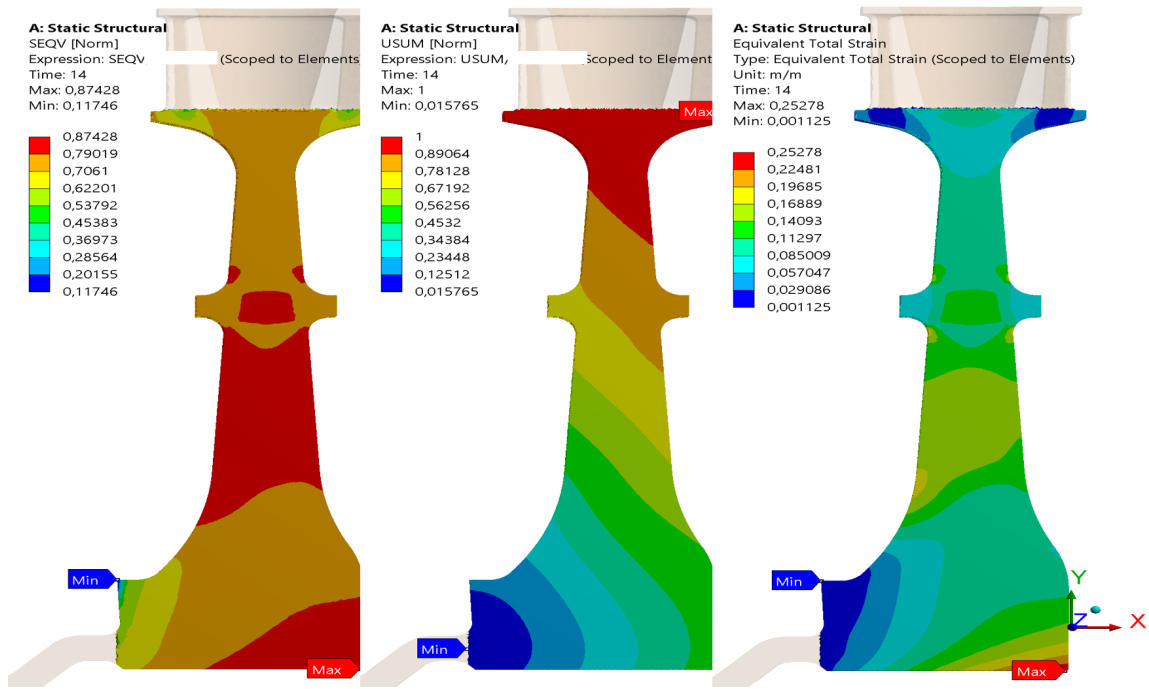 A: Static Structural
SEQV [Norm]
Expression: SEQV (Scoped to Elements
Time: 14
Max: 0,87428
Min: 0,11746
0,87428
0,79019
0,7061
0,62201
0,53792
0,45383
0,36973
0,28564
0,20155
0,11746
Min
Max
A: Static Structural
USUM [Norm]
Expression: USUM/ Scoped to Element
Time: 14
Max: 1
Min: 0,015765
1
0,89064
0,78128
0,67192
0,56256
0,4532
0,34384
0,23448
0,12512
0,015765
Max
Min
A: Static Structural
Equivalent Total Strain
Type: Equivalent Total Strain (Scoped to Elements)
Unit: m/m
Time: 14
Max: 0,25278
Min: 0,001125
0,25278
0,22481
0,19685
0,16889
0,14093
0,11297
0,085009
0,057047
0,029086
0,001125
Min
Y
Z
X
Max